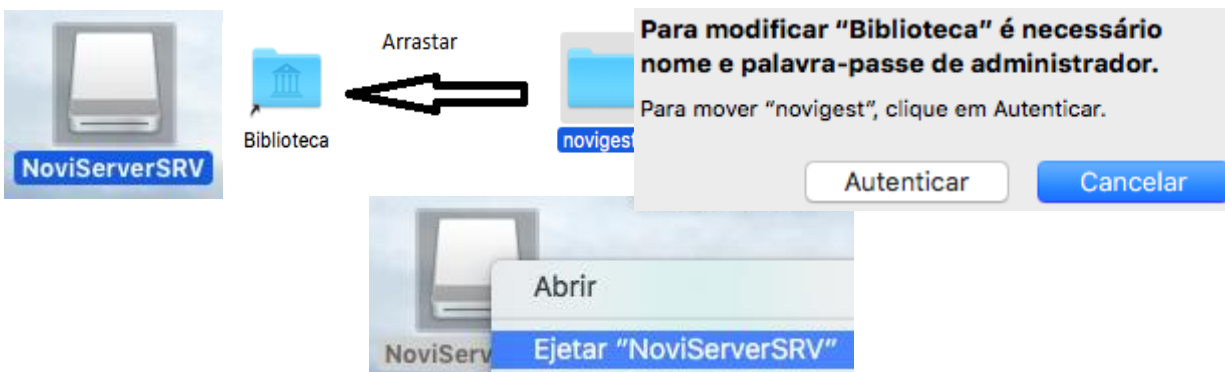 NoviServerSRV
Biblioteca
Arrastar
novigest
Para modificar “Biblioteca” é necessário
nome e palavra-passe de administrador.
Para mover “novigest”, clique em Autenticar.
Autenticar
Cancelar
NoviServ
Abrir
Ejetar “NoviServerSRV”